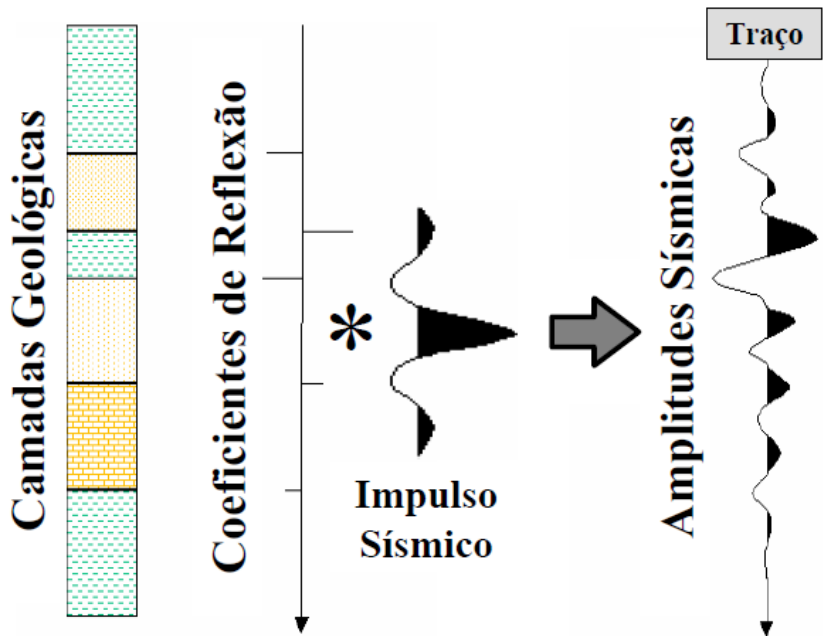 Camadas Geológicas
Coeficientes de Reflexão
*
Impulso
Sísmico
Amplitudes Sísmicas
Traço